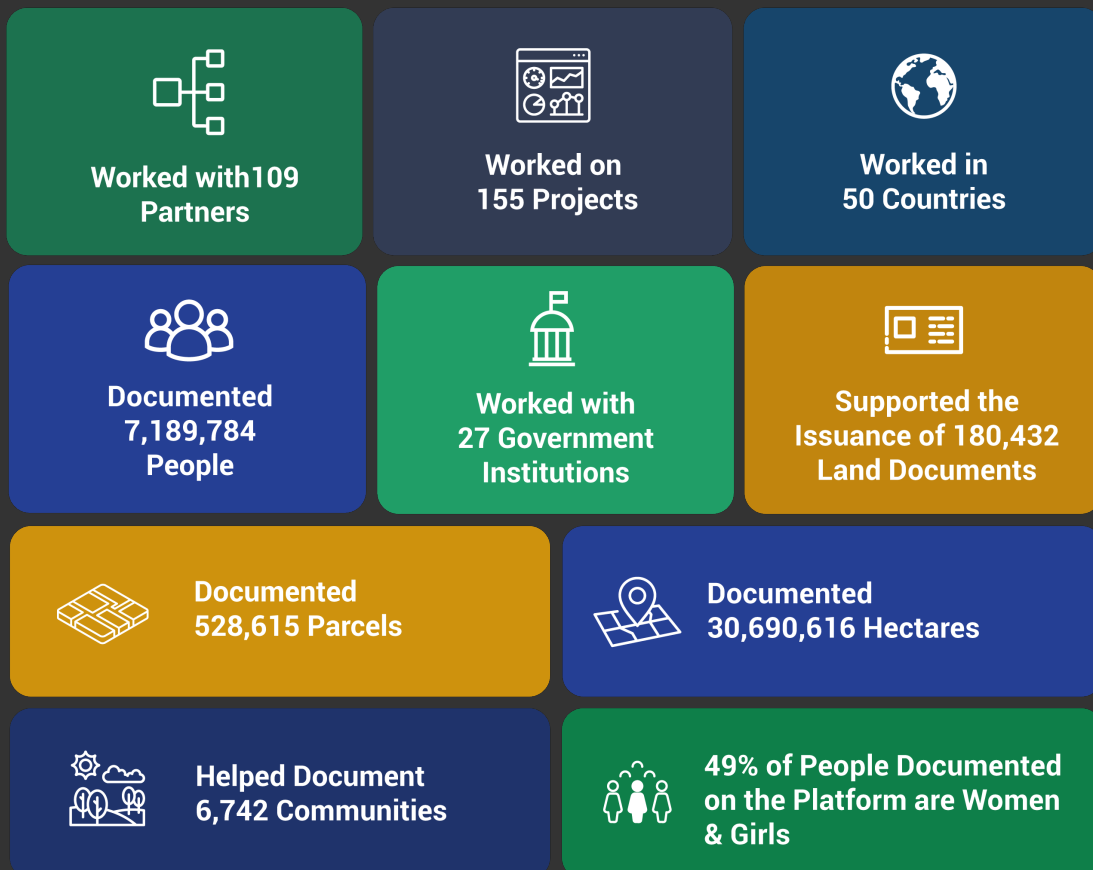 Worked with109
Partners
Worked on
155 Projects
Worked in
50 Countries
Documented
7,189,784
People
Worked with
27 Government
Institutions
Supported the
Issuance of 180,432
Land Documents
Documented
528,615 Parcels
Documented
30,690,616 Hectares
Helped Document
6,742 Communities
49% of People Documented
on the Platform are Women
& Girls